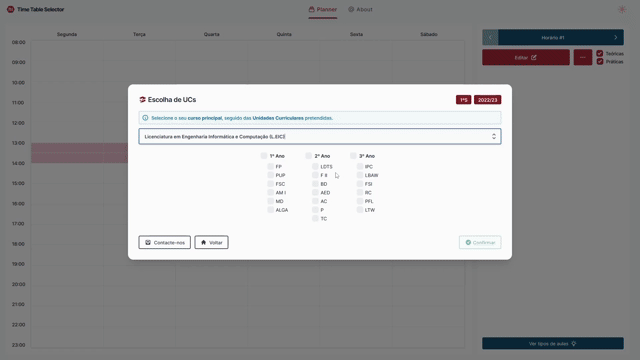 Time Table Selector
Planner
About
Segunda
Terça
Quarta
Quinta
Sexta
Sábado
Horário #1
Editar
Teóricas
Práticas
08:00
09:00
10:00
11:00
12:00
13:00
14:00
15:00
16:00
17:00
18:00
19:00
20:00
21:00
22:00
23:00
Escolha de UCs
1ºS
2022/23
Selecione o seu curso principal, seguido das Unidades Curriculares pretendidas.
Licenciatura em Engenharia Informática e Computação (L.EIC)
1º Ano
FP
PUP
FSC
AM I
MD
ALGA
2º Ano
LDTS
F II
BD
AED
AC
P
TC
3º Ano
IPC
LBAW
FSI
RC
PFL
LTW
Contacte-nos
Voltar
Confirmar
Ver tipos de aulas